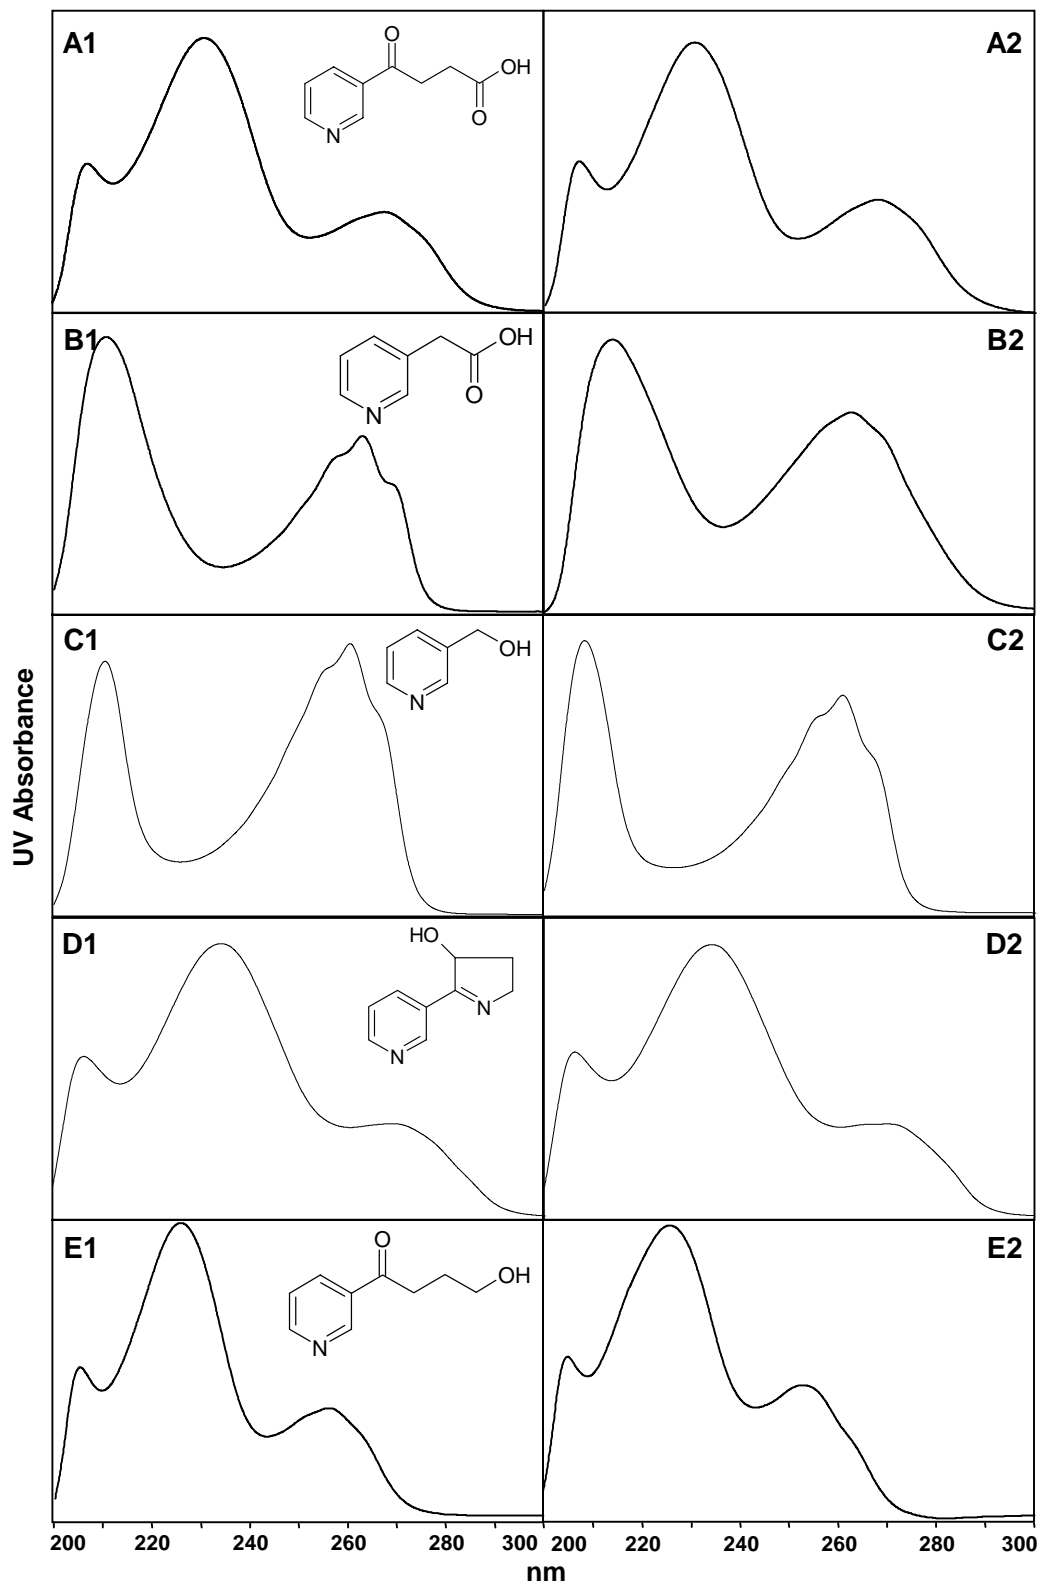 A1
O
OH
O
N
A2
B1
OH
O
N
B2
C1
OH
N
C2
D1
HO
N
N
D2
E1
O
OH
N
E2
UV Absorbance
200 220 240 260 280 300 200 220 240 260 280 300
nm